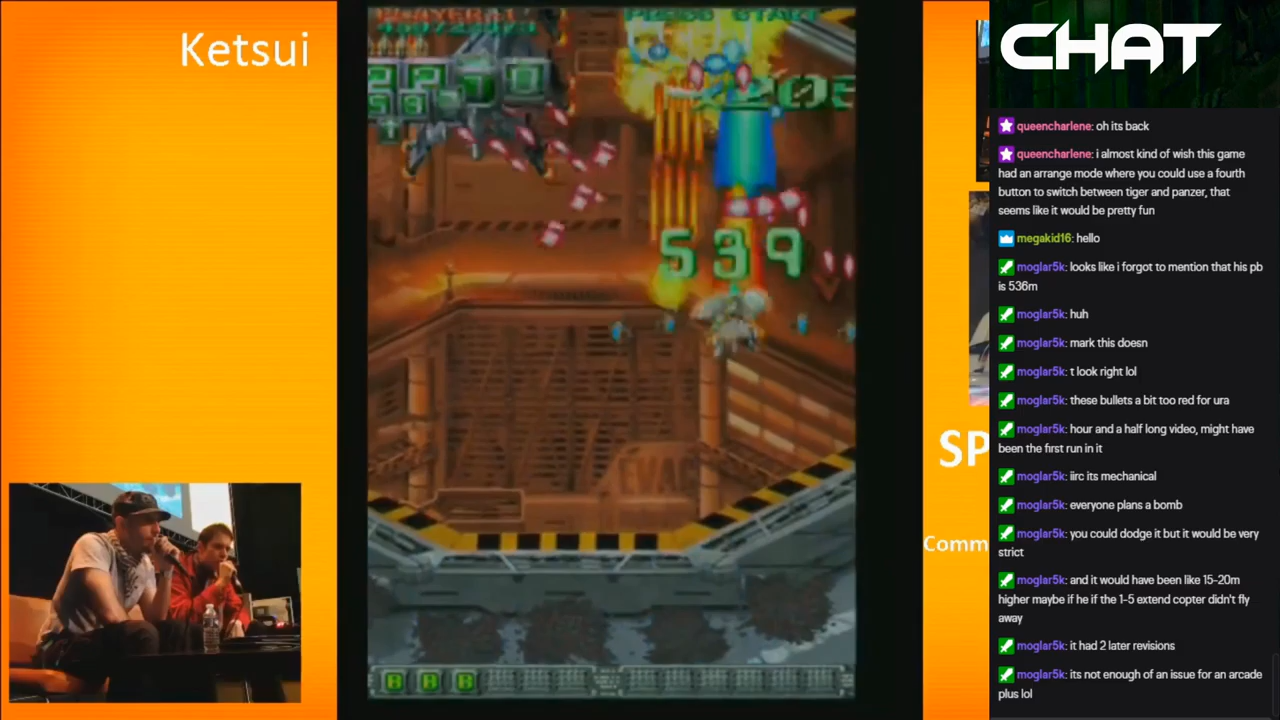 Ketsui
PRESS START
539
EVAC
B B B
SP
Comm
CHAT
queencharlene: oh its back
queencharlene: i almost kind of wish this game
had an arrange mode where you could use a fourth
button to switch between tiger and panzer, that
seems like it would be pretty fun
megakid16: hello
moglar5k: looks like i forgot to mention that his pb
is 536m
moglar5k: huh
moglar5k: mark this doesn
moglar5k: t look right lol
moglar5k: these bullets a bit too red for ura
moglar5k: hour and a half long video, might have
been the first run in it
moglar5k: iirc its mechanical
moglar5k: everyone plans a bomb
moglar5k: you could dodge it but it would be very
strict
moglar5k: and it would have been like 15-20m
higher maybe if he if the 1-5 extend copter didn't fly
away
moglar5k: it had 2 later revisions
moglar5k: its not enough of an issue for an arcade
plus lol